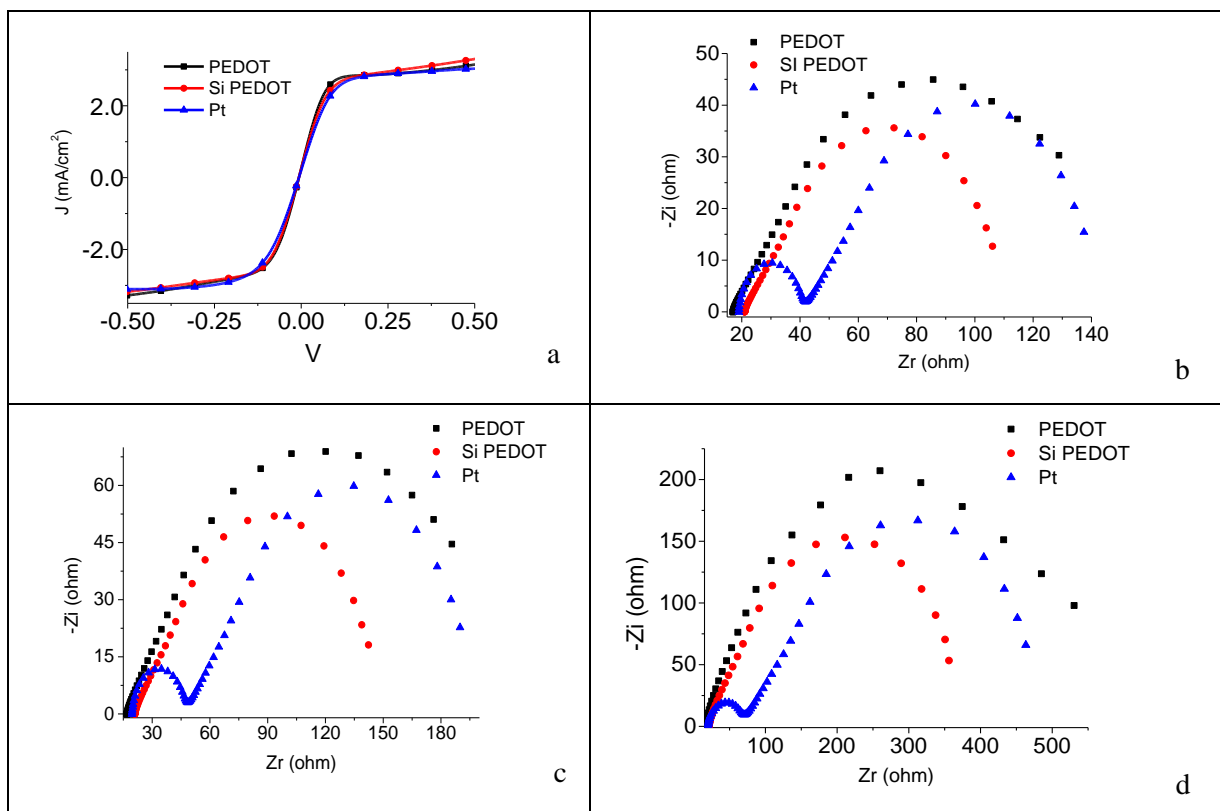 PEDOT
Si PEDOT
Pt
J (mA/cm²)
2.0
0.0
-2.0
-0.50
-0.25
0.00
0.25
0.50
V
a
PEDOT
SI PEDOT
Pt
-Zi (ohm)
50
40
30
20
10
0
20
40
60
80
100
120
140
Zr (ohm)
b
PEDOT
Si PEDOT
Pt
-Zi (ohm)
60
45
30
15
0
30
60
90
120
150
180
Zr (ohm)
c
PEDOT
Si PEDOT
Pt
-Zi (ohm)
200
150
100
50
0
100
200
300
400
500
Zr (ohm)
d